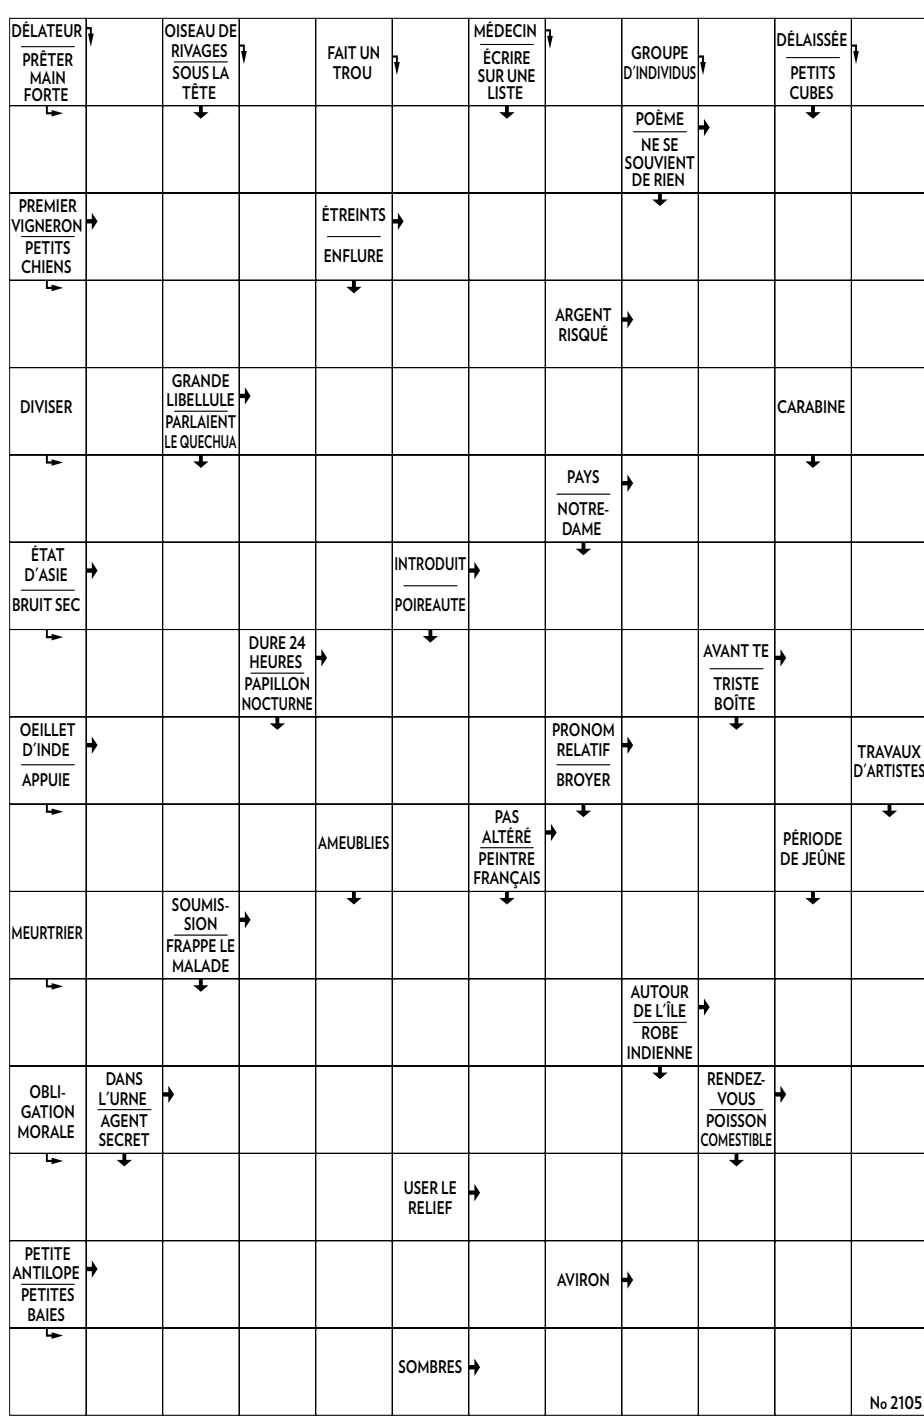 DÉLATEUR
PRÊTER
MAIN
FORTE
OISEAU DE
RIVAGES
SOUS LA
TÊTE
FAIT UN
TROU
MÉDECIN
ÉCRIRE
SUR UNE
LISTE
GROUPE
D'INDIVIDUS
DÉLAISSÉE
PETITS
CUBES
POÈME
NE SE
SOUVIENT
DE RIEN
PREMIER
VIGNERON
PETITS
CHIENS
ÉTREINTS
ENFLURE
ARGENT
RISQUÉ
DIVISER
GRANDE
LIBELLULE
PARLAIENT
LE QUECHUA
CARABINE
PAYS
NOTRE-
DAME
ÉTAT
D'ASIE
BRUIT SEC
INTRODUIT
POIREAUTE
DURE 24
HEURES
PAPILLON
NOCTURNE
AVANT TE
TRISTE
BOÎTE
OEILLET
D'INDE
APPUIE
PRONOM
RELATIF
BROYER
TRAVAUX
D'ARTISTES
AMEUBLIES
PAS
ALTÉRÉ
PEINTRE
FRANÇAIS
PÉRIODE
DE JEÛNE
MEURTRIER
SOUMIS-
SION
FRAPPE LE
MALADE
AUTOUR
DE L'ÎLE
ROBE
INDIENNE
OBLI-
GATION
MORALE
DANS
L'URNE
AGENT
SECRET
RENDEZ-
VOUS
POISSON
COMESTIBLE
USER LE
RELIEF
PETITE
ANTILOPE
PETITES
BAIES
AVIRON
SOMBRES
No 2105